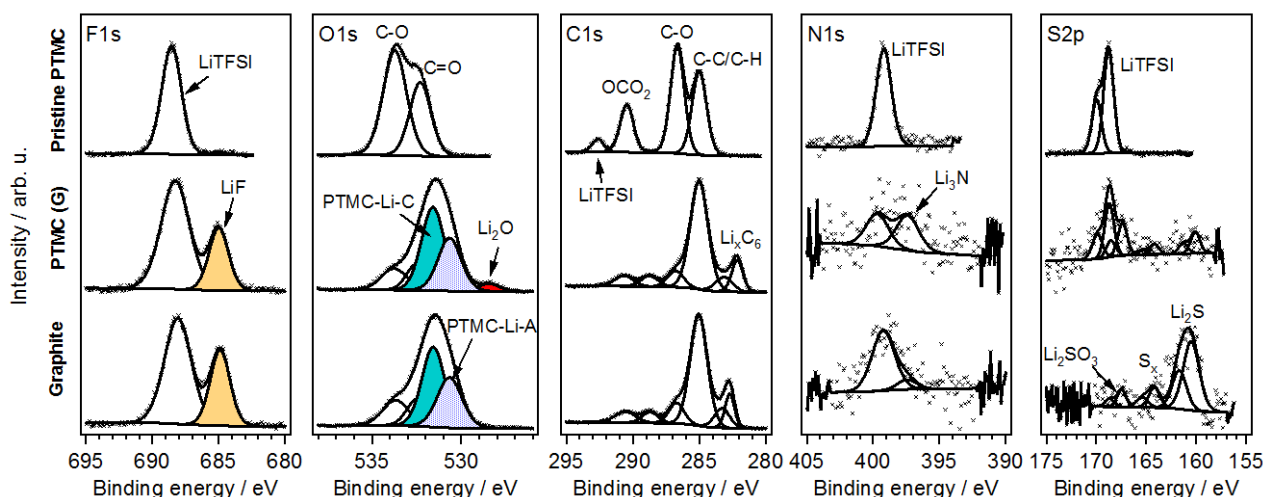 F1s
O1s
C1s
N1s
S2p
Intensity / arb. u.
Pristine PTMC
PTMC (G)
Graphite
LiTFSI
C-O
C=O
C-O
C-C/C-H
OCO₂
LiTFSI
LiTFSI
LiTFSI
LiF
PTMC-Li-C
Li₂O
LiₓC₆
Li₃N
PTMC-Li-A
Li₂SO₃
S
Li₂S
695 690 685 680
535 530
295 290 285 280
405 400 395 390
175 170 165 160 155
Binding energy / eV
Binding energy / eV
Binding energy / eV
Binding energy / eV
Binding energy / eV